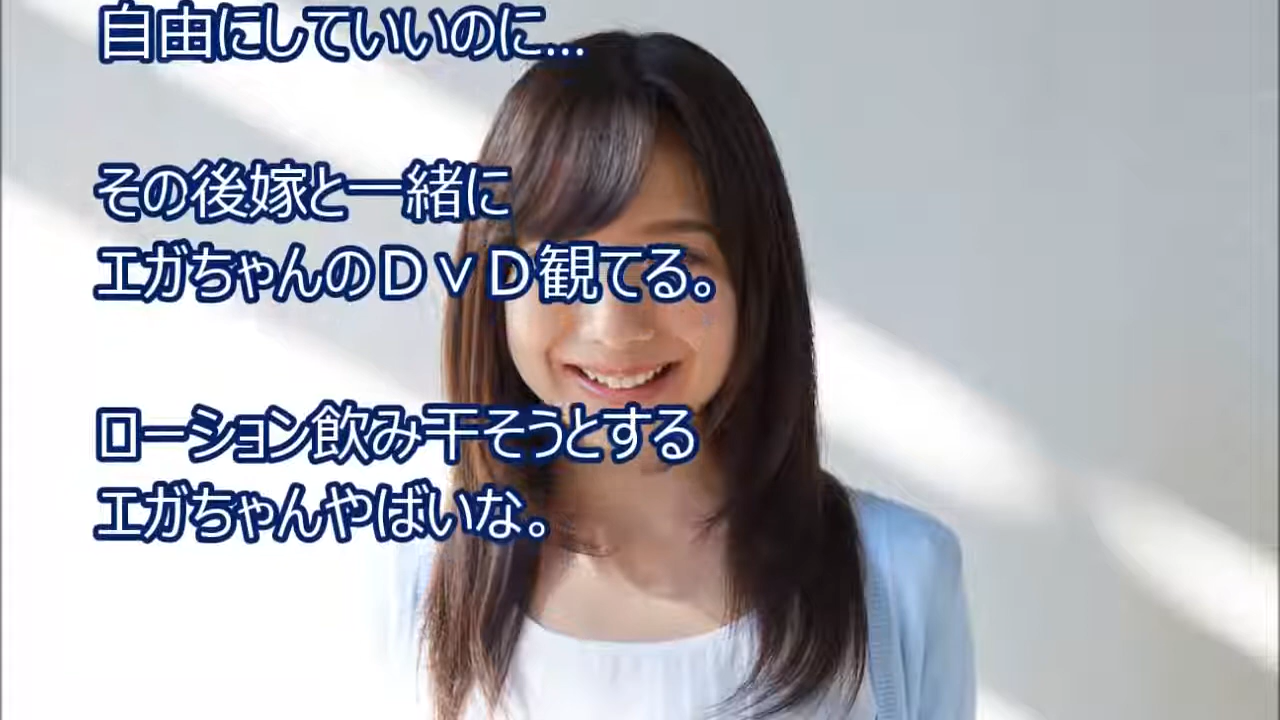 自由にしていいのに…
その後嫁と一緒に
エガちゃんのＤｖＤ観てる。
ローション飲み干そうとする
エガちゃんやばいな。